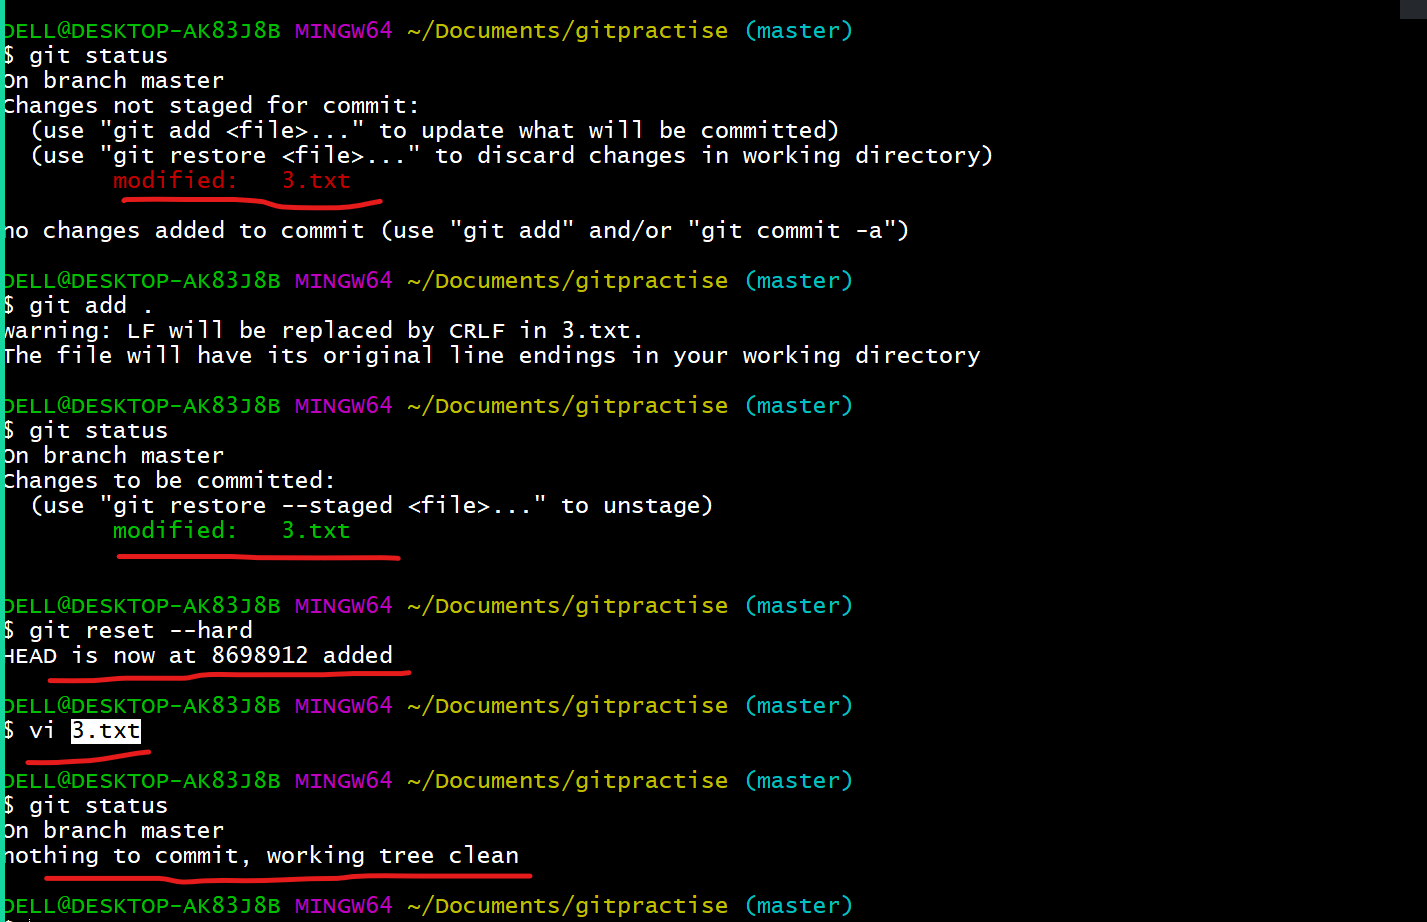 DELL@DESKTOP-AK83J8B MINGW64 ~/Documents/gitpractise (master)
$ git status
On branch master
Changes not staged for commit:
  (use "git add <file>..." to update what will be committed)
  (use "git restore <file>..." to discard changes in working directory)
        modified:   3.txt

no changes added to commit (use "git add" and/or "git commit -a")

DELL@DESKTOP-AK83J8B MINGW64 ~/Documents/gitpractise (master)
$ git add .
warning: LF will be replaced by CRLF in 3.txt.
The file will have its original line endings in your working directory

DELL@DESKTOP-AK83J8B MINGW64 ~/Documents/gitpractise (master)
$ git status
On branch master
Changes to be committed:
  (use "git restore --staged <file>..." to unstage)
        modified:   3.txt

DELL@DESKTOP-AK83J8B MINGW64 ~/Documents/gitpractise (master)
$ git reset --hard
HEAD is now at 8698912 added

DELL@DESKTOP-AK83J8B MINGW64 ~/Documents/gitpractise (master)
$ vi 3.txt

DELL@DESKTOP-AK83J8B MINGW64 ~/Documents/gitpractise (master)
$ git status
On branch master
nothing to commit, working tree clean

DELL@DESKTOP-AK83J8B MINGW64 ~/Documents/gitpractise (master)